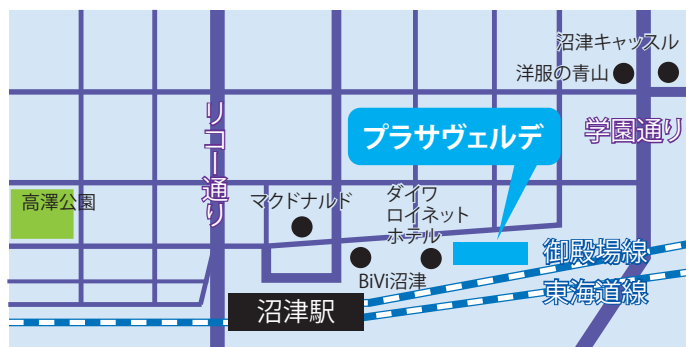 沼津キャッスル
洋服の青山
プラサヴェルデ
学園通り
リコー通り
高澤公園
マクドナルド
ダイワ
ロイネット
ホテル
BiVi沼津
御殿場線
東海道線
沼津駅